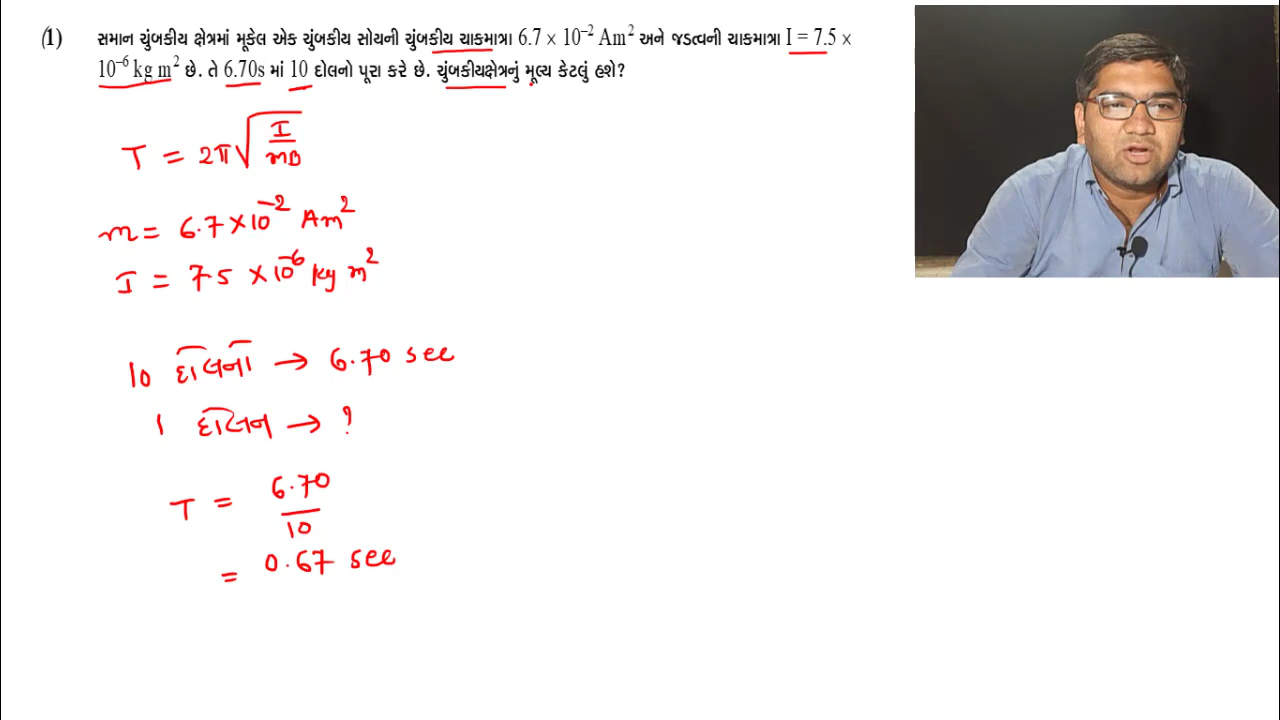 (1) સમાન ચુંબકીય ક્ષેત્રમાં મૂકેલ એક ચુંબકીય સોયની ચુંબકીય ચાકમાત્રા 6.7 × 10⁻² Am² અને જડત્વની ચાકમાત્રા I = 7.5 ×
10⁻⁶ kg m² છે. તે 6.70s માં 10 દોલનો પૂરા કરે છે. ચુંબકીયક્ષેત્રનું મૂલ્ય કેટલું હશે?
T = 2π√(I/mB)
m = 6.7 × 10⁻² Am²
I = 7.5 × 10⁻⁶ kg m²
10 દોલનો → 6.70 sec
1 દોલન → ?
T = 6.70/10
= 0.67 sec